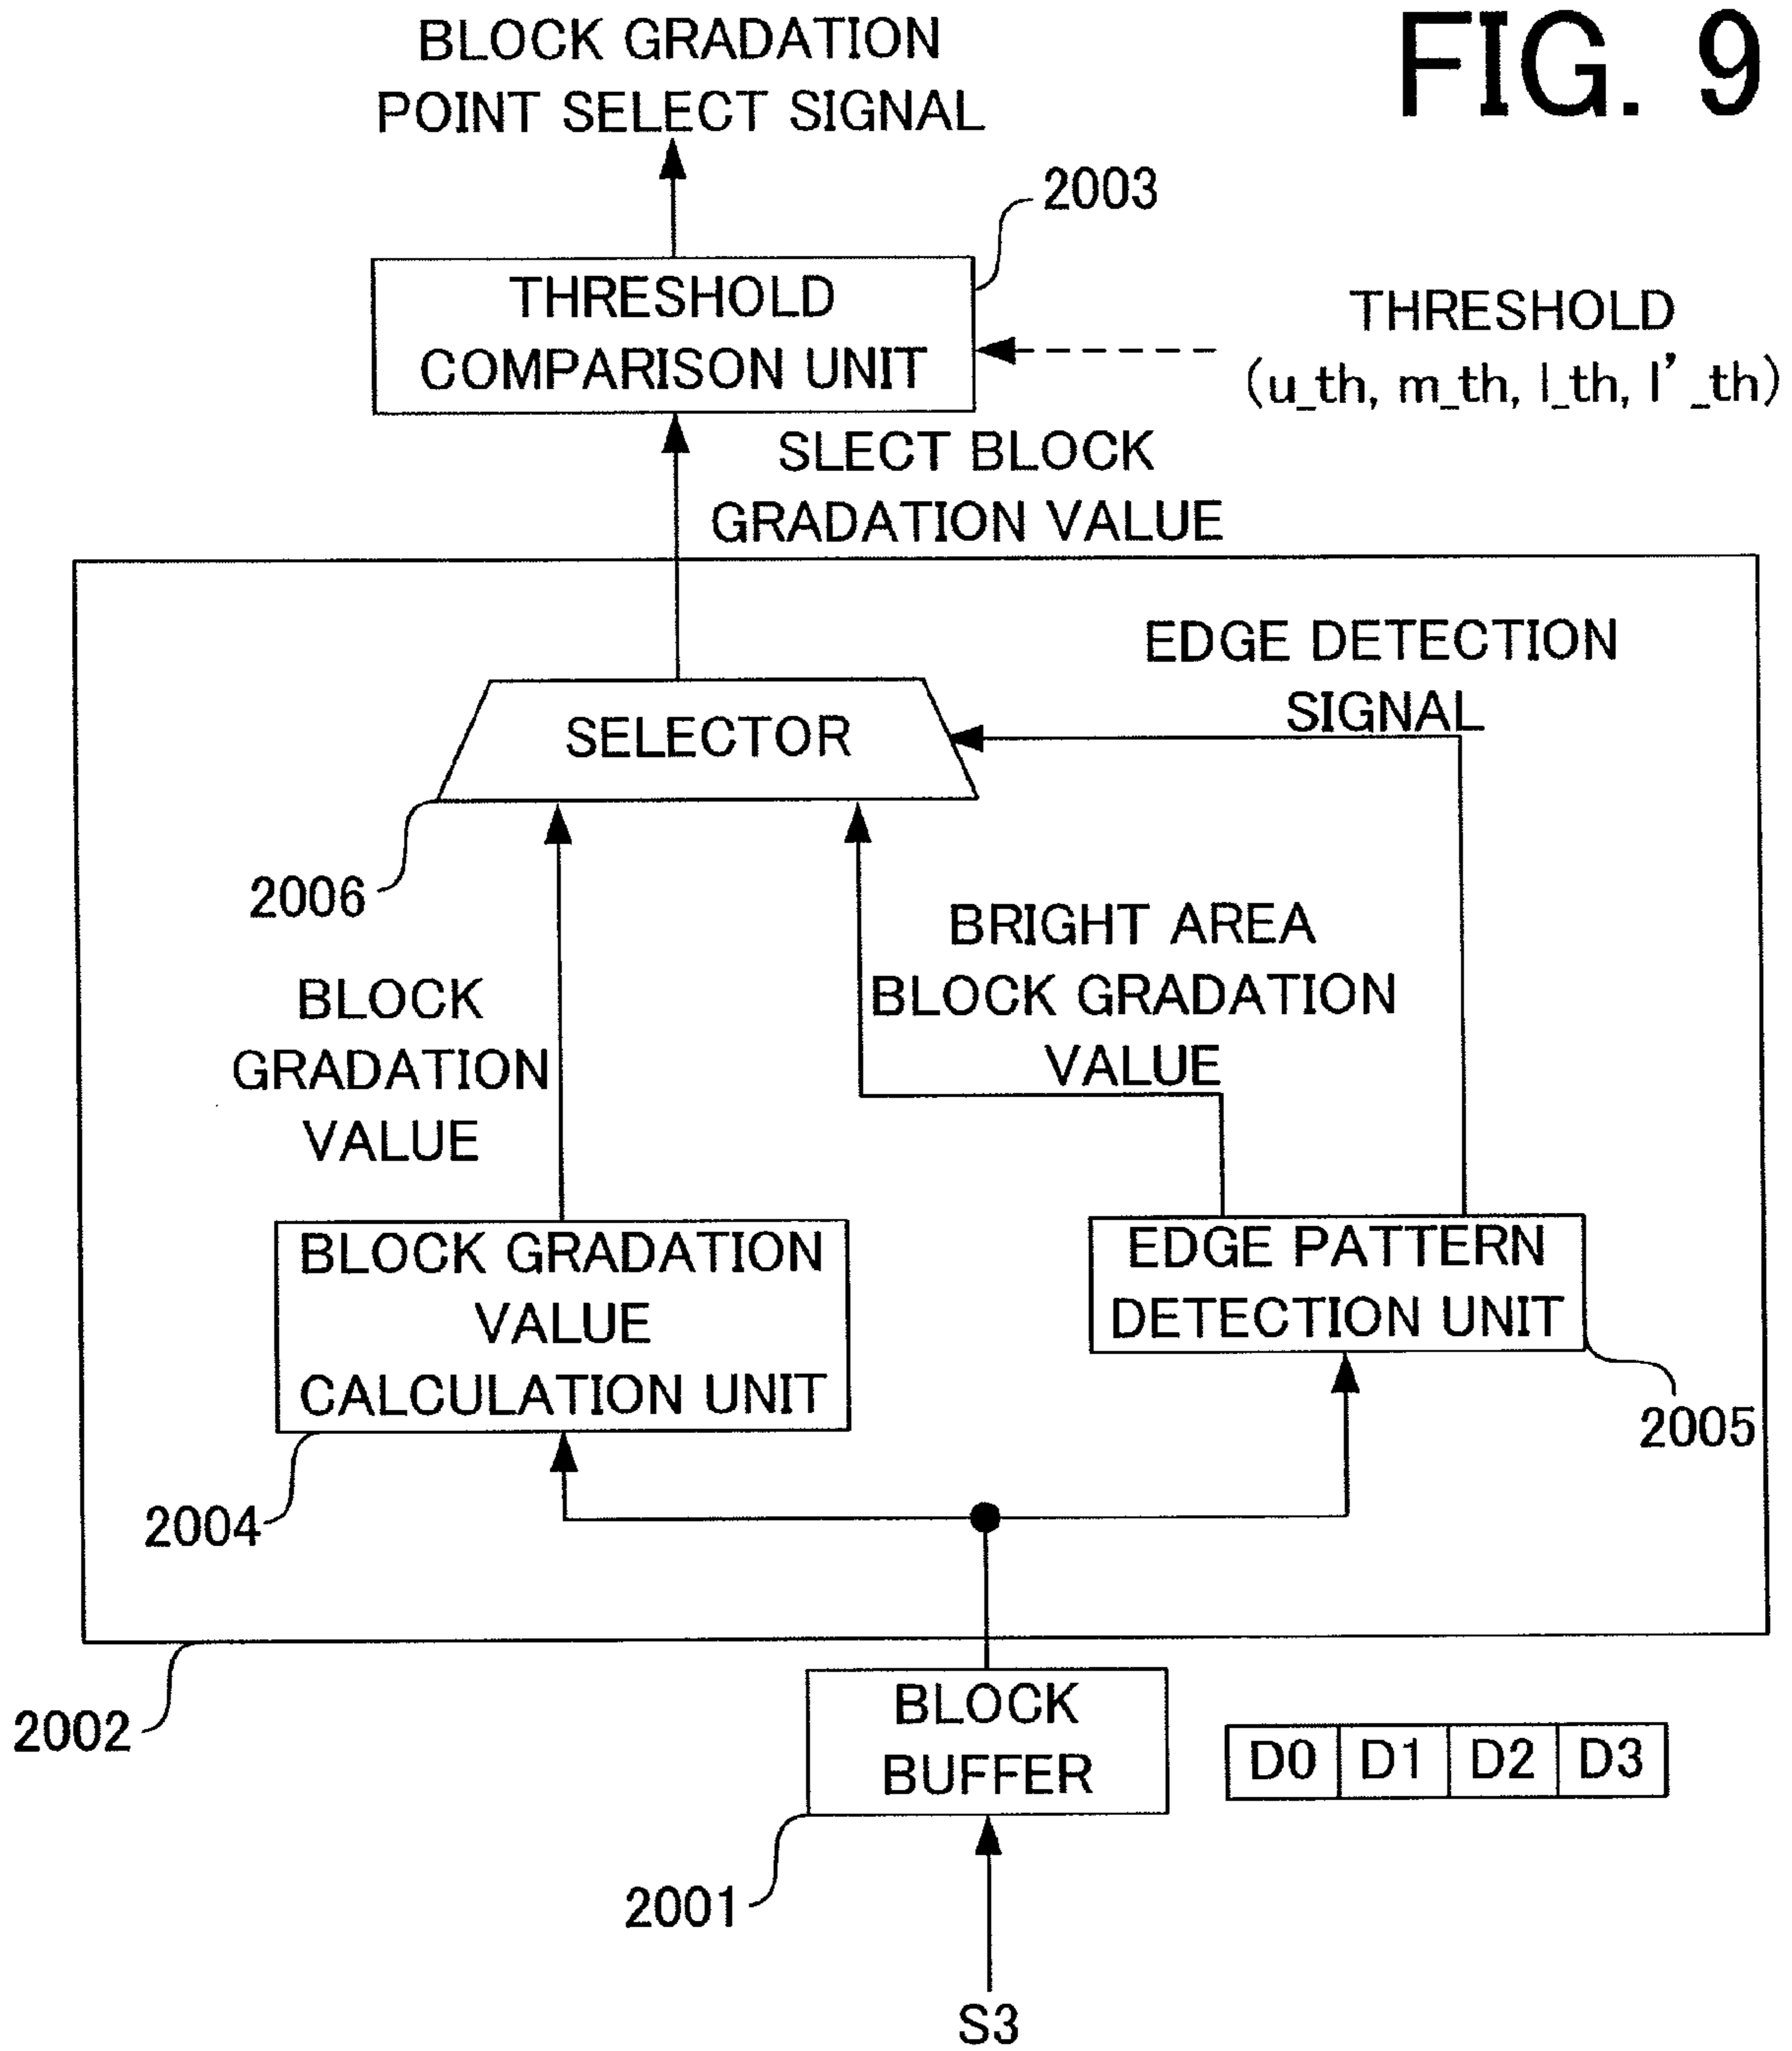 FIG. 9
BLOCK GRADATION
POINT SELECT SIGNAL
2003
THRESHOLD
COMPARISON UNIT
THRESHOLD
(u_th, m_th, l_th, l'_th)
SLECT BLOCK
GRADATION VALUE
EDGE DETECTION
SIGNAL
SELECTOR
2006
BRIGHT AREA
BLOCK GRADATION
VALUE
BLOCK
GRADATION
VALUE
BLOCK GRADATION
VALUE
CALCULATION UNIT
EDGE PATTERN
DETECTION UNIT
2005
2004
2002
BLOCK
BUFFER
D0 D1 D2 D3
2001
S3